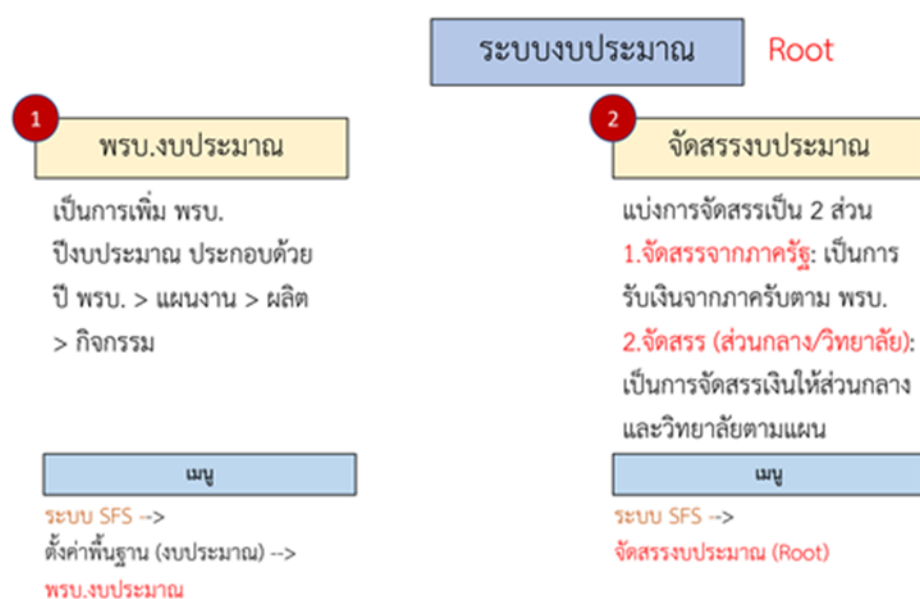 ระบบงบประมาณ Root
1
พรบ.งบประมาณ
เป็นการเพิ่ม พรบ.
ปีงบประมาณ ประกอบด้วย
ปี พรบ. > แผนงาน > ผลิต
> กิจกรรม
เมนู
ระบบ SFS -->
ตั้งค่าพื้นฐาน (งบประมาณ) -->
พรบ.งบประมาณ
2
จัดสรรงบประมาณ
แบ่งการจัดสรรเป็น 2 ส่วน
1.จัดสรรจากภาครัฐ: เป็นการ
รับเงินจากภาครับตาม พรบ.
2.จัดสรร (ส่วนกลาง/วิทยาลัย):
เป็นการจัดสรรเงินให้ส่วนกลาง
และวิทยาลัยตามแผน
เมนู
ระบบ SFS -->
จัดสรรงบประมาณ (Root)